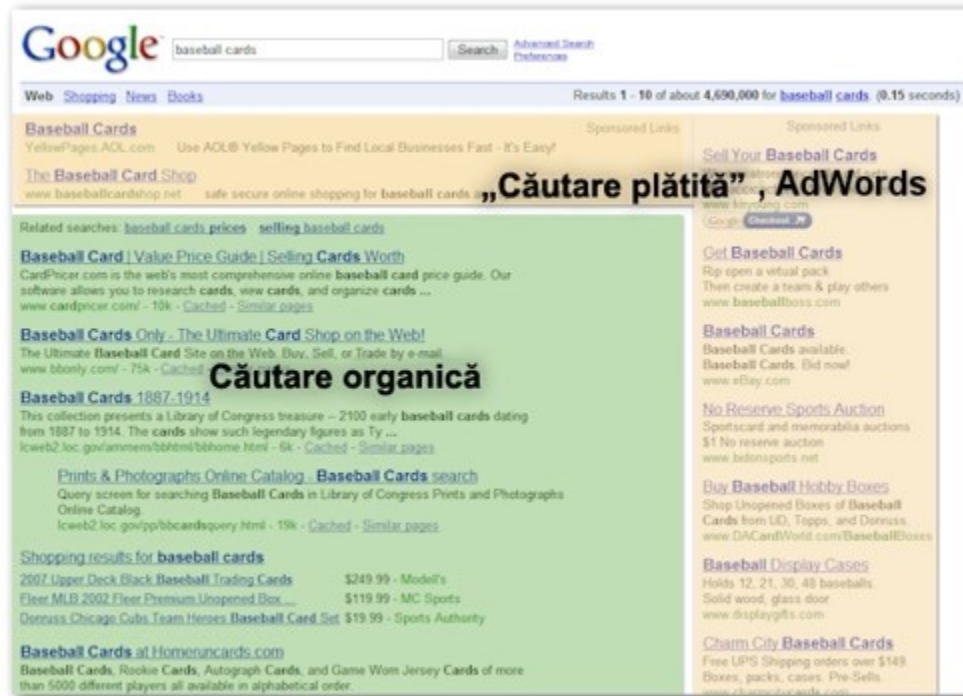 Google
baseball cards
Search
Advanced Search
Preferences
Web Shopping News Books
Results 1 - 10 of about 4,690,000 for baseball cards. (0.15 seconds)
Baseball Cards
Sponsored Links
YellowPages.AOL.com Use AOL® Yellow Pages to Find Local Businesses Fast - It's Easy!
The Baseball Card Shop
www.baseballcardshop.net safe secure online shopping for baseball cards
„Căutare plătită” , AdWords
Related searches: baseball cards prices selling baseball cards
Baseball Card | Value Price Guide | Selling Cards Worth
CardPricer.com is the web's most comprehensive online baseball card price guide. Our
software allows you to research cards, view cards, and organize cards ...
www.cardpricer.com/ - 10k - Cached - Similar pages
Baseball Cards Only - The Ultimate Card Shop on the Web!
The Ultimate Baseball Card Site on the Web. Buy, Sell, or Trade by e-mail.
www.bbonly.com/ - 75k - Cached
Căutare organică
Baseball Cards 1887-1914
This collection presents a Library of Congress treasure -- 2100 early baseball cards dating
from 1887 to 1914. The cards show such legendary figures as Ty ...
lcweb2.loc.gov/ammem/bbhtml/bbhome.html - 6k - Cached - Similar pages
Prints & Photographs Online Catalog - Baseball Cards search
Query screen for searching Baseball Cards in Library of Congress Prints and Photographs
Online Catalog.
lcweb2.loc.gov/pp/bbcardsquery.html - 19k - Cached - Similar pages
Shopping results for baseball cards
2007 Upper Deck Black Baseball Trading Cards $249.99 - Modell's
Fleer MLB 2002 Fleer Premium Unopened Box ... $119.99 - MC Sports
Donruss Chicago Cubs Team Heroes Baseball Card Set $19.99 - Sports Authority
Baseball Cards at Homeruncards.com
Baseball Cards, Rookie Cards, Autograph Cards, and Game Worn Jersey Cards of more
than 5000 different players all available in alphabetical order.
Sponsored Links
Sell Your Baseball Cards
Google Checkout
Get Baseball Cards
Rip open a virtual pack
Then create a team & play others
www.baseballboss.com
Baseball Cards
Baseball Cards available.
Baseball Cards. Bid now!
www.eBay.com
No Reserve Sports Auction
Sportscard and memorabilia auctions
$1 No reserve auction
www.bidonsports.net
Buy Baseball Hobby Boxes
Shop Unopened Boxes of Baseball
Cards from UD, Topps, and Donruss.
www.DACardWorld.com/BaseballBoxes
Baseball Display Cases
Holds 12, 21, 30, 48 baseballs.
Solid wood, glass door
www.displaygifts.com
Charm City Baseball Cards
Free UPS Shipping orders over $149.
Boxes, packs, cases. Pre-Sells.